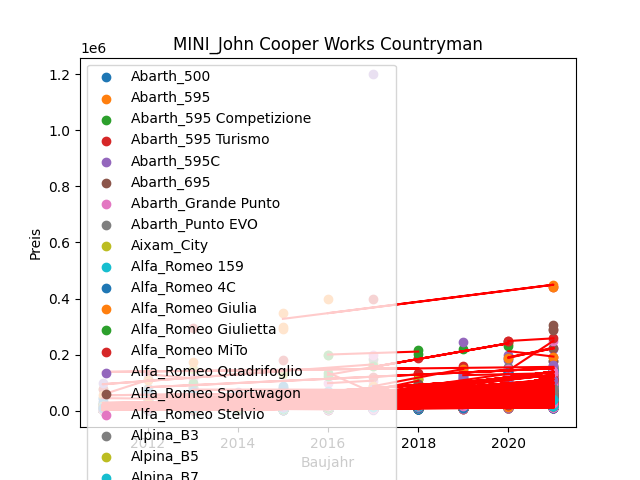 MINI_John Cooper Works Countryman
1e6
1.2
1.0
0.8
0.6
0.4
0.2
0.0
Preis
Abarth_500
Abarth_595
Abarth_595 Competizione
Abarth_595 Turismo
Abarth_595C
Abarth_695
Abarth_Grande Punto
Abarth_Punto EVO
Aixam_City
Alfa_Romeo 159
Alfa_Romeo 4C
Alfa_Romeo Giulia
Alfa_Romeo Giulietta
Alfa_Romeo MiTo
Alfa_Romeo Quadrifoglio
Alfa_Romeo Sportwagon
Alfa_Romeo Stelvio
Alpina_B3
Alpina_B5
Alpina_B7
2012 2014 2016 2018 2020
Baujahr